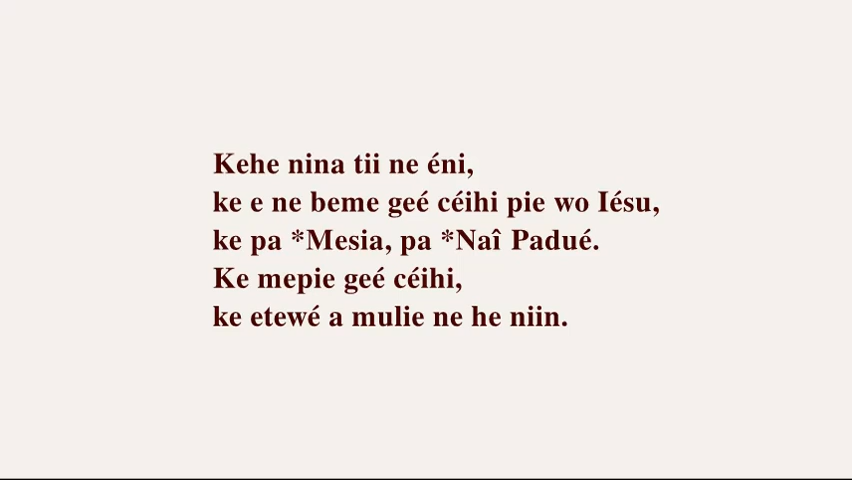 Kehe nina tii ne éni,
ke e ne beme geé céihi pie wo Iésu,
ke pa *Mesia, pa *Naî Padué.
Ke mepie geé céihi,
ke etewé a mulie ne he niin.